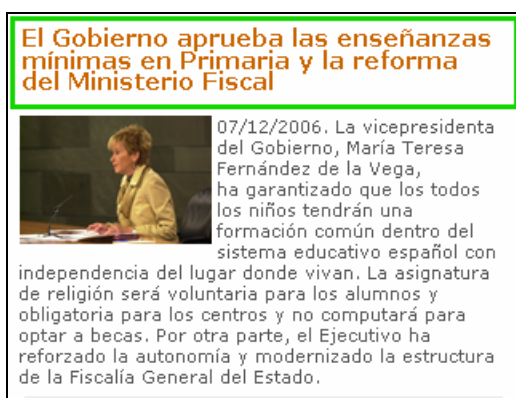 El Gobierno aprueba las enseñanzas
mínimas en Primaria y la reforma
del Ministerio Fiscal
07/12/2006. La vicepresidenta
del Gobierno, María Teresa
Fernández de la Vega,
ha garantizado que los todos
los niños tendrán una
formación común dentro del
sistema educativo español con
independencia del lugar donde vivan. La asignatura
de religión será voluntaria para los alumnos y
obligatoria para los centros y no computará para
optar a becas. Por otra parte, el Ejecutivo ha
reforzado la autonomía y modernizado la estructura
de la Fiscalía General del Estado.